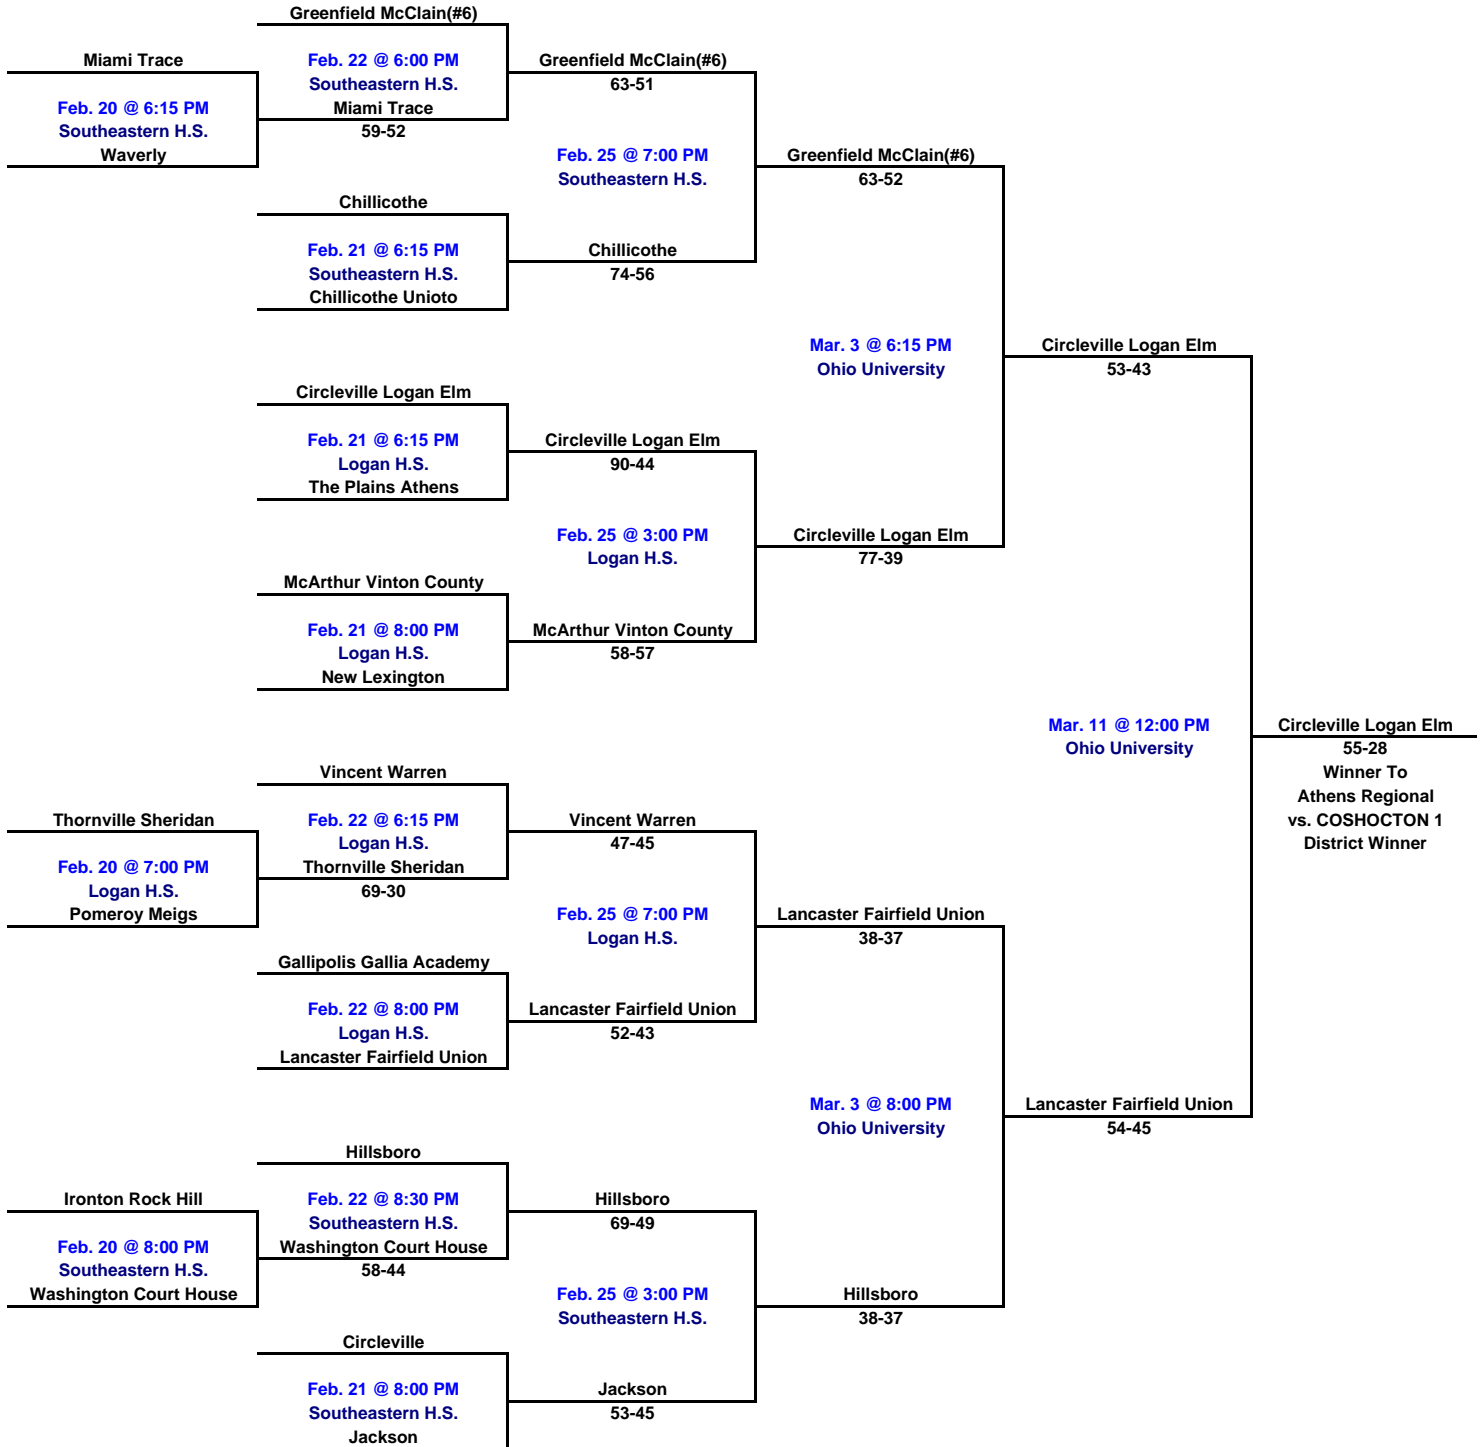 Greenfield McClain(#6)
Miami Trace
Feb. 22 @ 6:00 PM
Greenfield McClain(#6)
Southeastern H.S.
63-51
Feb. 20 @ 6:15 PM
Miami Trace
Southeastern H.S.
59-52
Waverly
Feb. 25 @ 7:00 PM
Greenfield McClain(#6)
Southeastern H.S.
63-52
Chillicothe
Feb. 21 @ 6:15 PM
Chillicothe
Southeastern H.S.
74-56
Chillicothe Unioto
Mar. 3 @ 6:15 PM
Circleville Logan Elm
Ohio University
53-43
Circleville Logan Elm
Feb. 21 @ 6:15 PM
Circleville Logan Elm
Logan H.S.
90-44
The Plains Athens
Feb. 25 @ 3:00 PM
Circleville Logan Elm
Logan H.S.
77-39
McArthur Vinton County
Feb. 21 @ 8:00 PM
McArthur Vinton County
Logan H.S.
58-57
New Lexington
Mar. 11 @ 12:00 PM
Circleville Logan Elm
Ohio University
55-28
Winner To
Athens Regional
vs. COSHOCTON 1
District Winner
Vincent Warren
Thornville Sheridan
Feb. 22 @ 6:15 PM
Vincent Warren
Logan H.S.
47-45
Feb. 20 @ 7:00 PM
Thornville Sheridan
Logan H.S.
69-30
Pomeroy Meigs
Feb. 25 @ 7:00 PM
Lancaster Fairfield Union
Logan H.S.
38-37
Gallipolis Gallia Academy
Feb. 22 @ 8:00 PM
Lancaster Fairfield Union
Logan H.S.
52-43
Lancaster Fairfield Union
Mar. 3 @ 8:00 PM
Lancaster Fairfield Union
Ohio University
54-45
Hillsboro
Ironton Rock Hill
Feb. 22 @ 8:30 PM
Hillsboro
Southeastern H.S.
69-49
Feb. 20 @ 8:00 PM
Washington Court House
Southeastern H.S.
58-44
Washington Court House
Feb. 25 @ 3:00 PM
Hillsboro
Southeastern H.S.
38-37
Circleville
Feb. 21 @ 8:00 PM
Jackson
Southeastern H.S.
53-45
Jackson